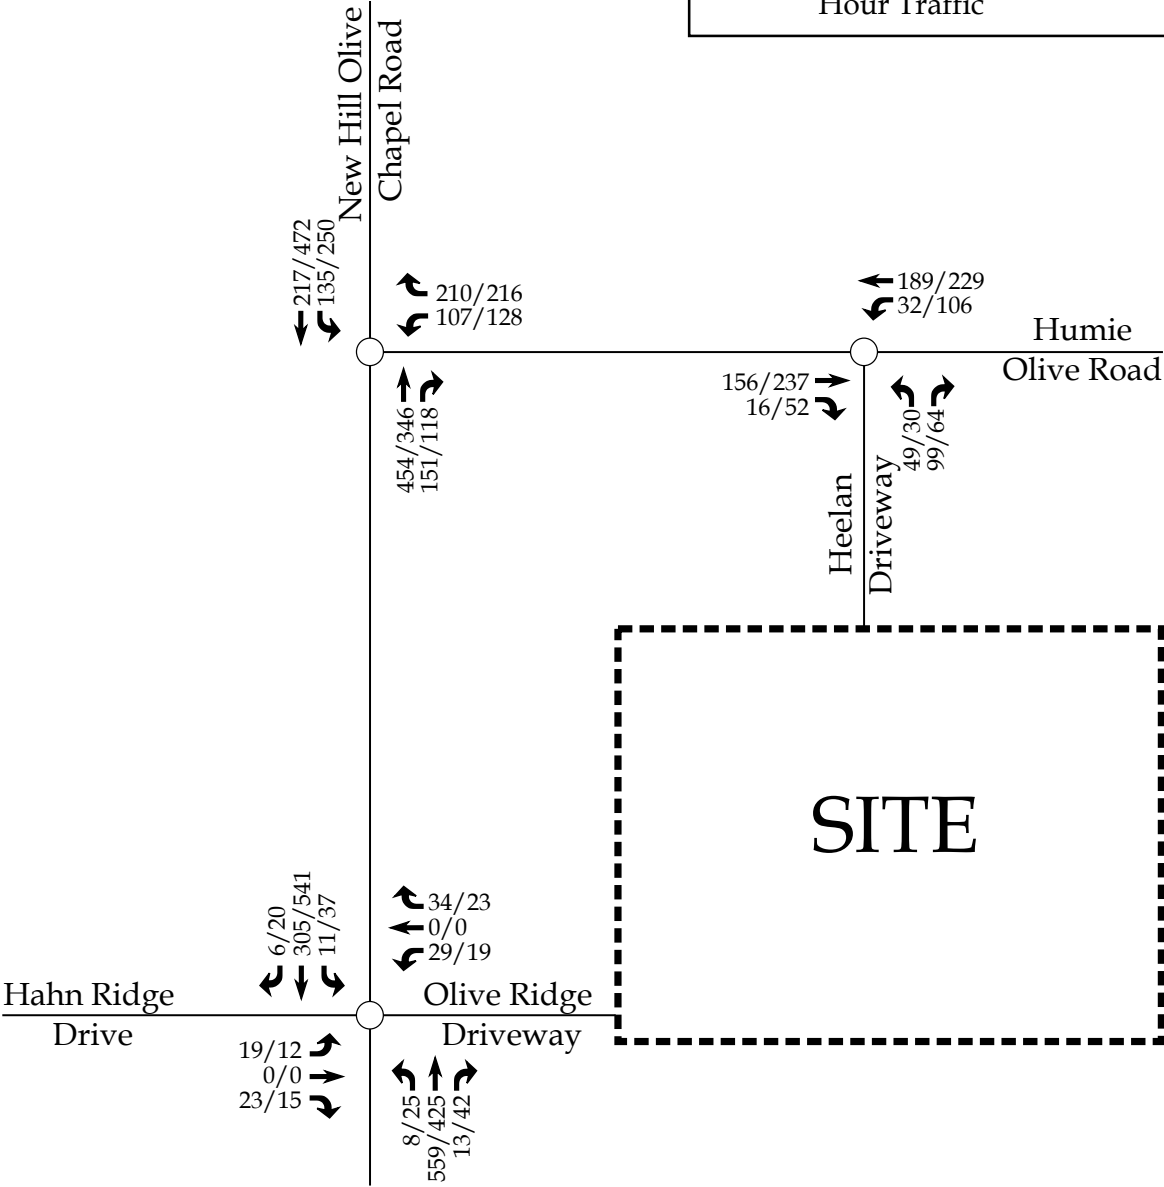 Hour Traffic
New Hill Olive
Chapel Road
217/472
135/250
210/216
107/128
189/229
32/106
Humie
Olive Road
454/346
151/118
156/237
16/52
49/30
99/64
Heelan
Driveway
SITE
6/20
305/541
11/37
34/23
0/0
29/19
Hahn Ridge
Drive
Olive Ridge
Driveway
19/12
0/0
23/15
8/25
559/425
13/42